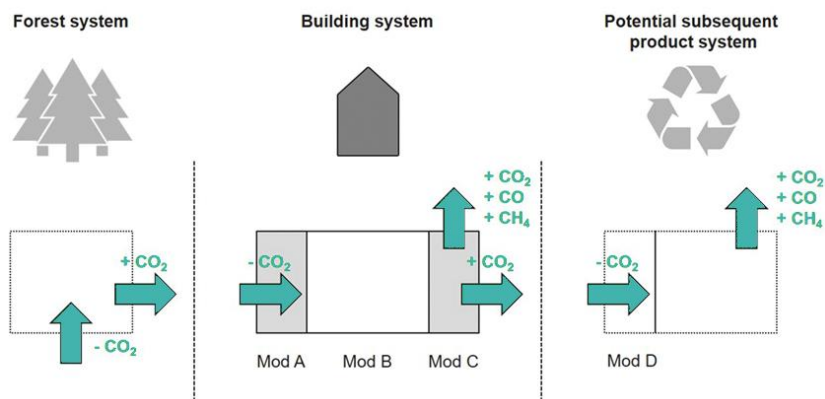 Forest system
Building system
Potential subsequent
product system
+ CO₂
+ CO
+ CH₄
+ CO₂
+ CO
+ CH₄
+ CO₂
- CO₂
+ CO₂
- CO₂
- CO₂
Mod A
Mod B
Mod C
Mod D